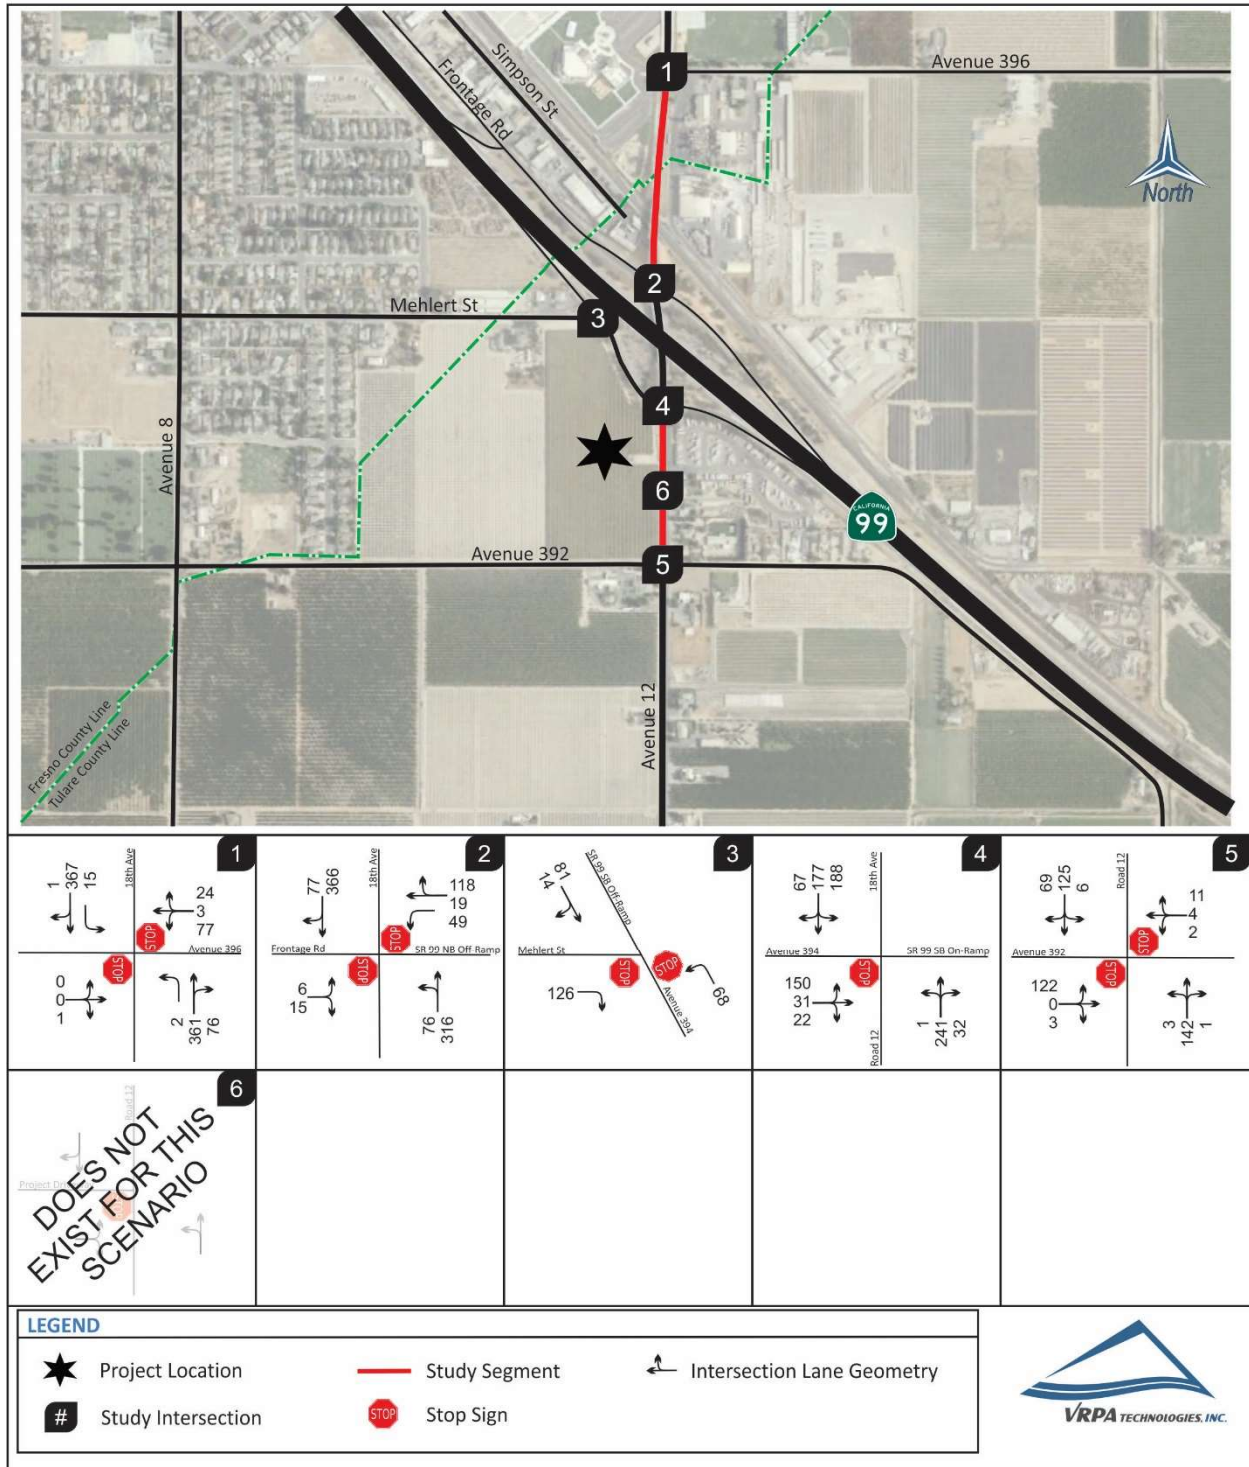 Simpson St
Frontage Rd
1
Avenue 396
North
2
Mehlert St
3
4
Avenue 8
6
CALIFORNIA
99
Avenue 392
5
Avenue 12
Fresno County Line
Tulare County Line
1
1
367
15
18th Ave
24
3
77
STOP
Avenue 396
STOP
0
0
1
2
361
76
2
77
366
18th Ave
118
19
49
STOP
Frontage Rd
SR 99 NB Off-Ramp
STOP
6
15
76
316
3
81
14
SR 99 SB Off-Ramp
Mehlert St
STOP
STOP
126
68
Avenue 394
4
67
177
188
18th Ave
Avenue 394
SR 99 SB On-Ramp
STOP
150
31
22
1
241
32
Road 12
5
69
125
6
Road 12
11
4
2
STOP
Avenue 392
STOP
122
0
3
3
142
1
6
Road 12
DOES NOT
EXIST FOR THIS
SCENARIO
LEGEND
Project Location
Study Segment
Intersection Lane Geometry
# Study Intersection
STOP Stop Sign
VRPA TECHNOLOGIES, INC.